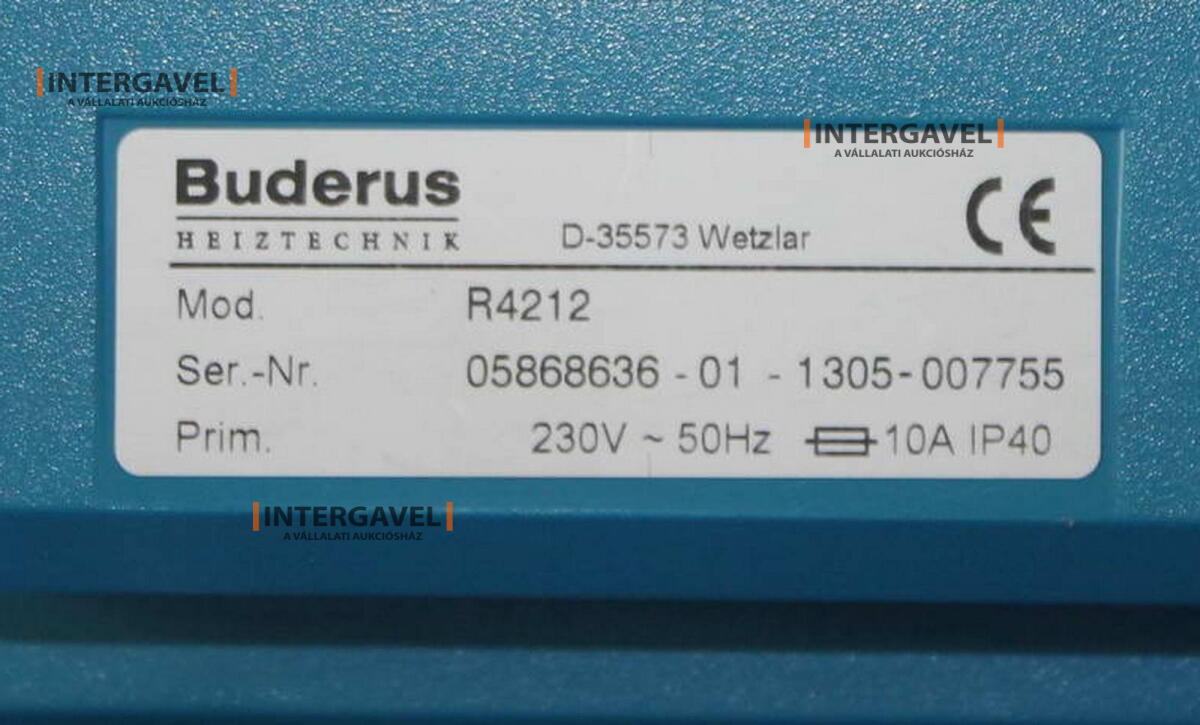 INTERGAVEL
A VÁLLALATI AUKCIÓSHÁZ
INTERGAVEL
A VÁLLALATI AUKCIÓSHÁZ
Buderus
HEIZTECHNIK
D-35573 Wetzlar
CE
Mod. R4212
Ser.-Nr. 05868636 - 01 - 1305-007755
Prim. 230V ~ 50Hz 10A IP40
INTERGAVEL
A VÁLLALATI AUKCIÓSHÁZ